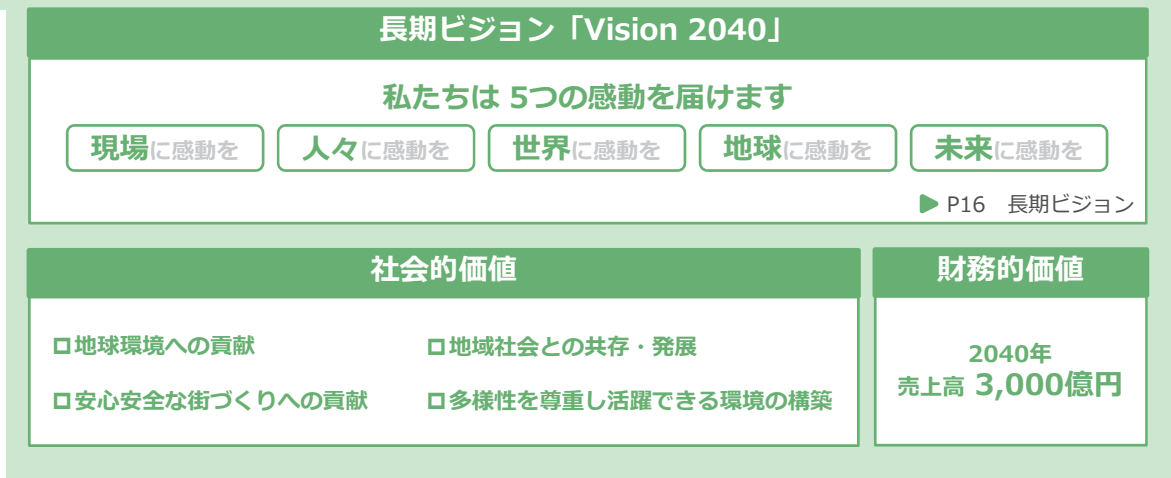 長期ビジョン「Vision 2040」
私たちは 5つの感動を届けます
現場に感動を
人々に感動を
世界に感動を
地球に感動を
未来に感動を
▶ P16 長期ビジョン
社会的価値
□地球環境への貢献
□地域社会との共存・発展
□安心安全な街づくりへの貢献
□多様性を尊重し活躍できる環境の構築
財務的価値
2040年
売上高 3,000億円